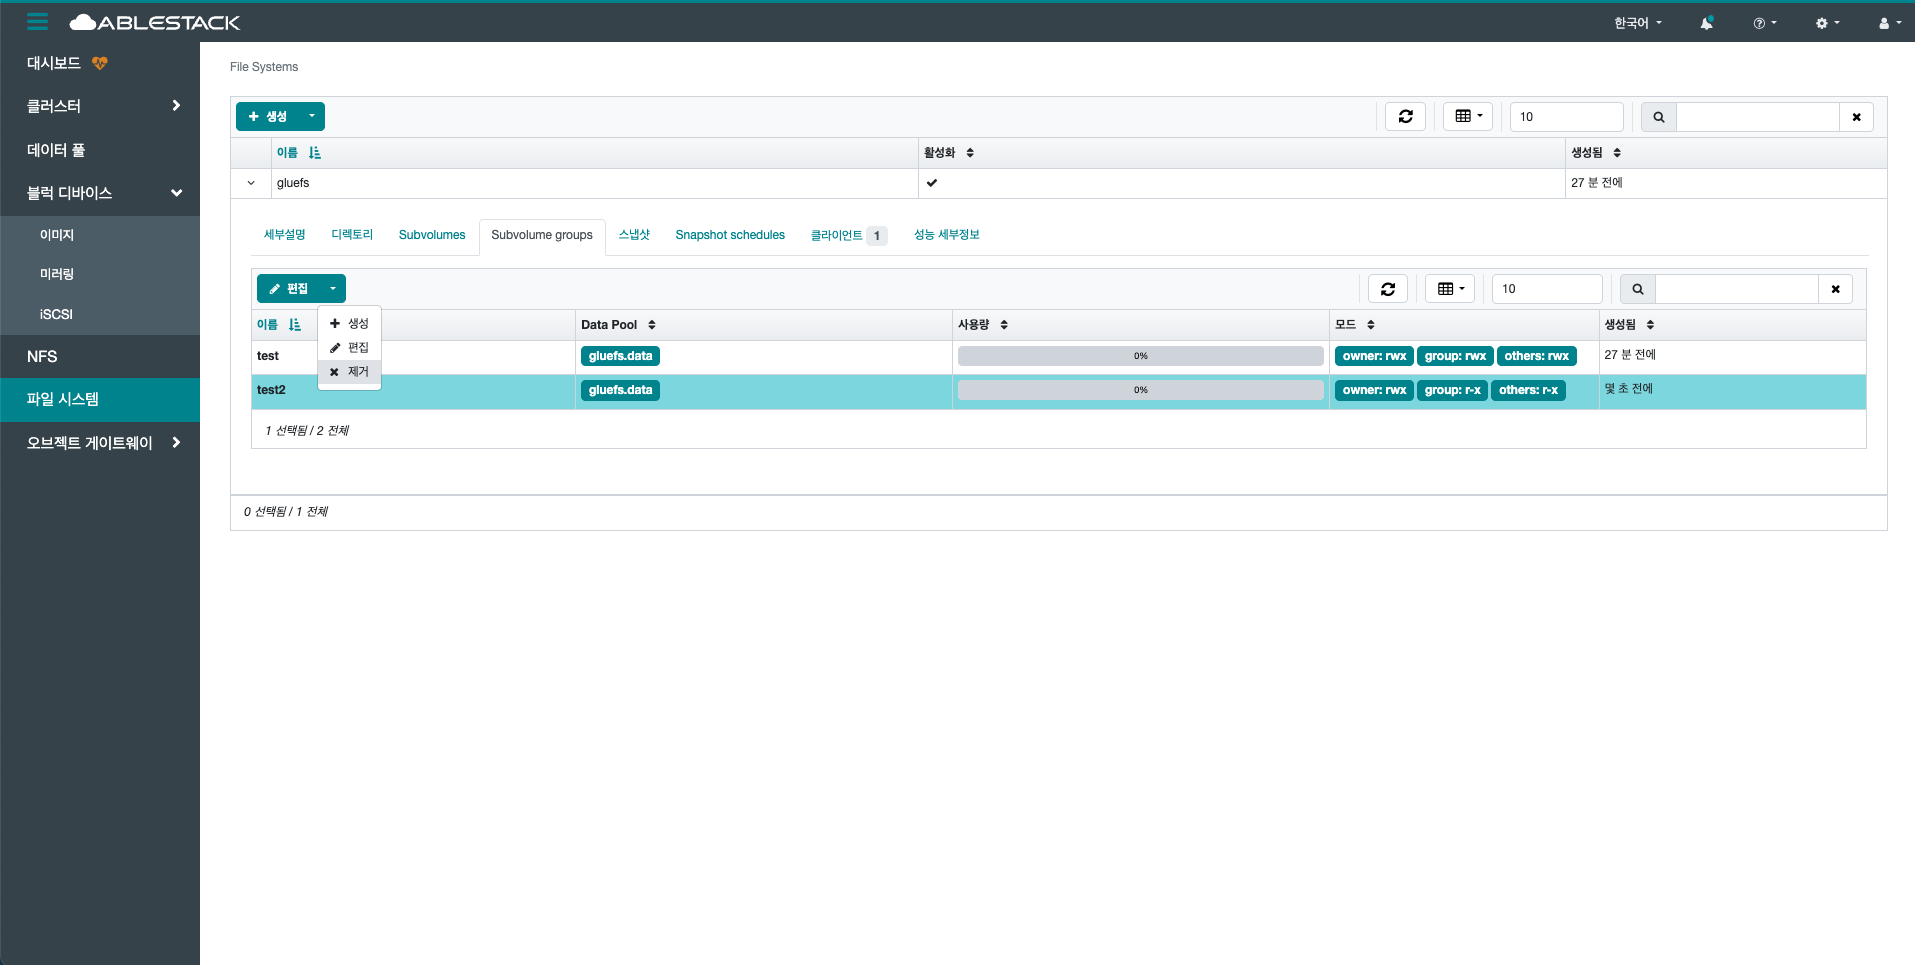 ABLESTACK
한국어
대시보드
클러스터
데이터 풀
블럭 디바이스
이미지
미러링
iSCSI
NFS
파일 시스템
오브젝트 게이트웨이
File Systems
생성
10
이름 활성화 생성됨
gluefs 27 분 전에
세부설명 디렉토리 Subvolumes Subvolume groups 스냅샷 Snapshot schedules 클라이언트 1 성능 세부정보
편집
10
생성
편집
제거
이름 Data Pool 사용량 모드 생성됨
test gluefs.data 0% owner: rwx group: rwx others: rwx 27 분 전에
test2 gluefs.data 0% owner: rwx group: r-x others: r-x 몇 초 전에
1 선택됨 / 2 전체
0 선택됨 / 1 전체